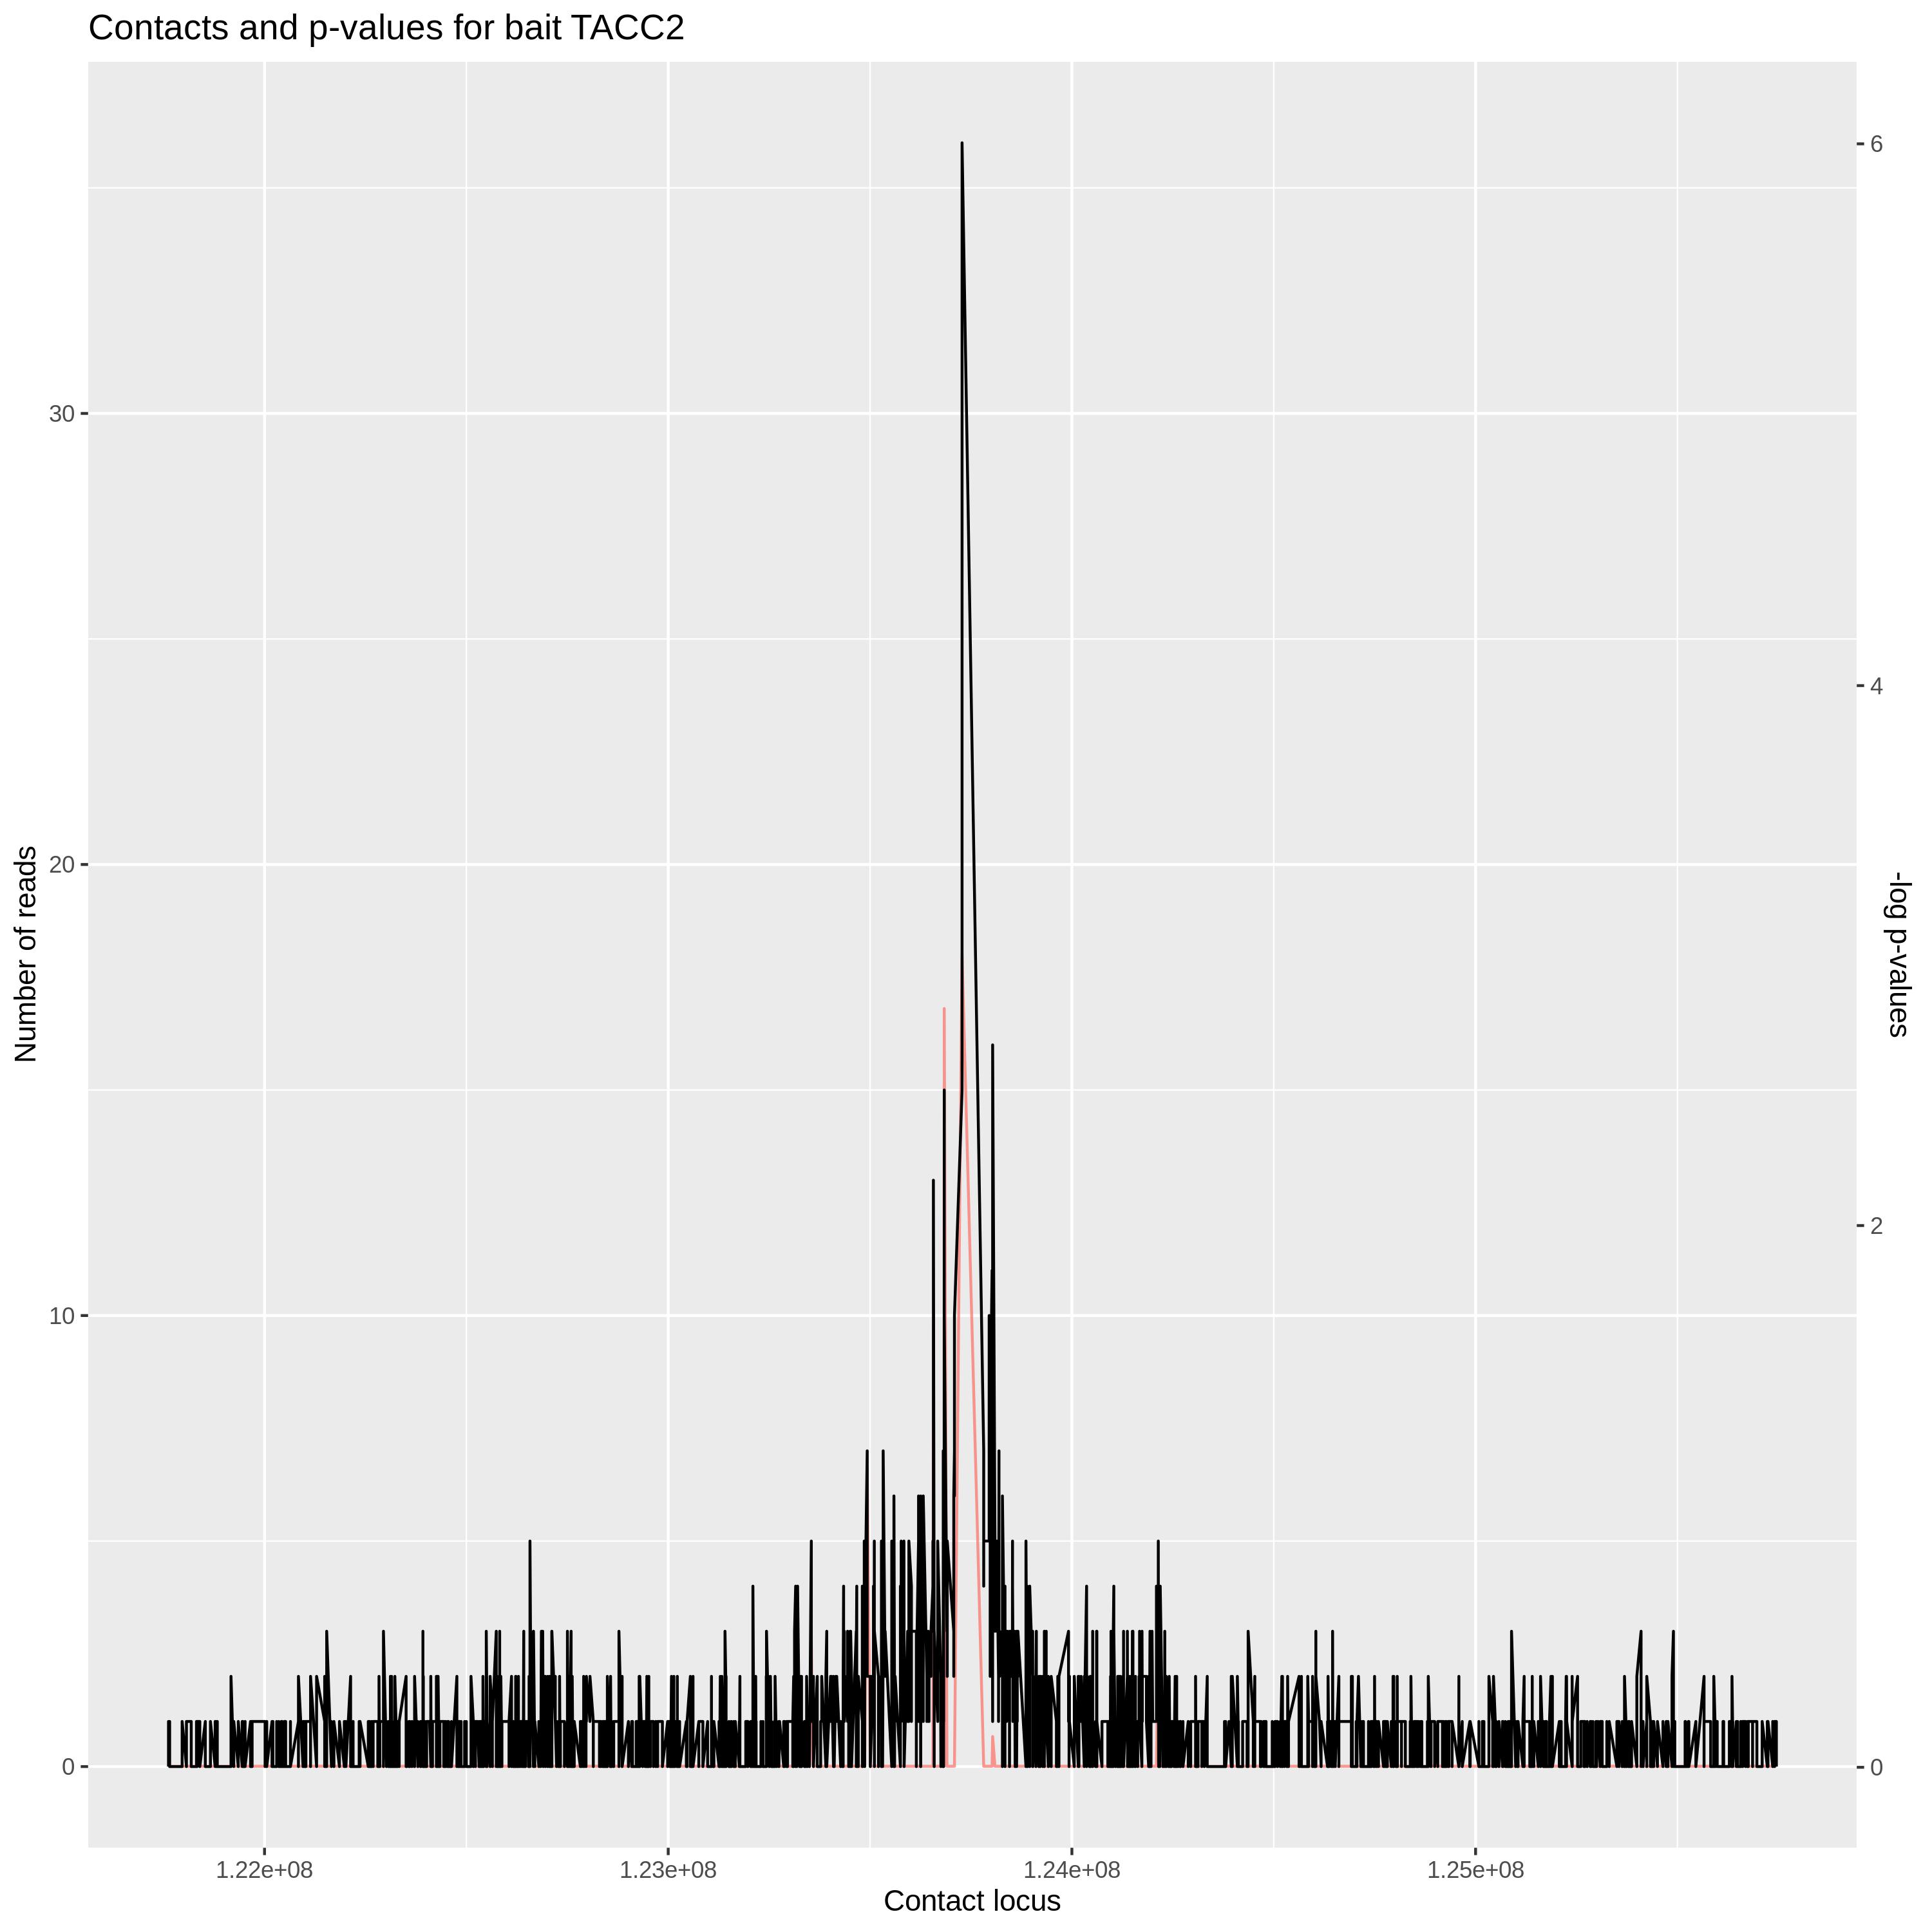 Contacts and p-values for bait TACC2
Number of reads
30
20
10
0
6
4
2
0
-log p-values
1.22e+08
1.23e+08
1.24e+08
1.25e+08
Contact locus